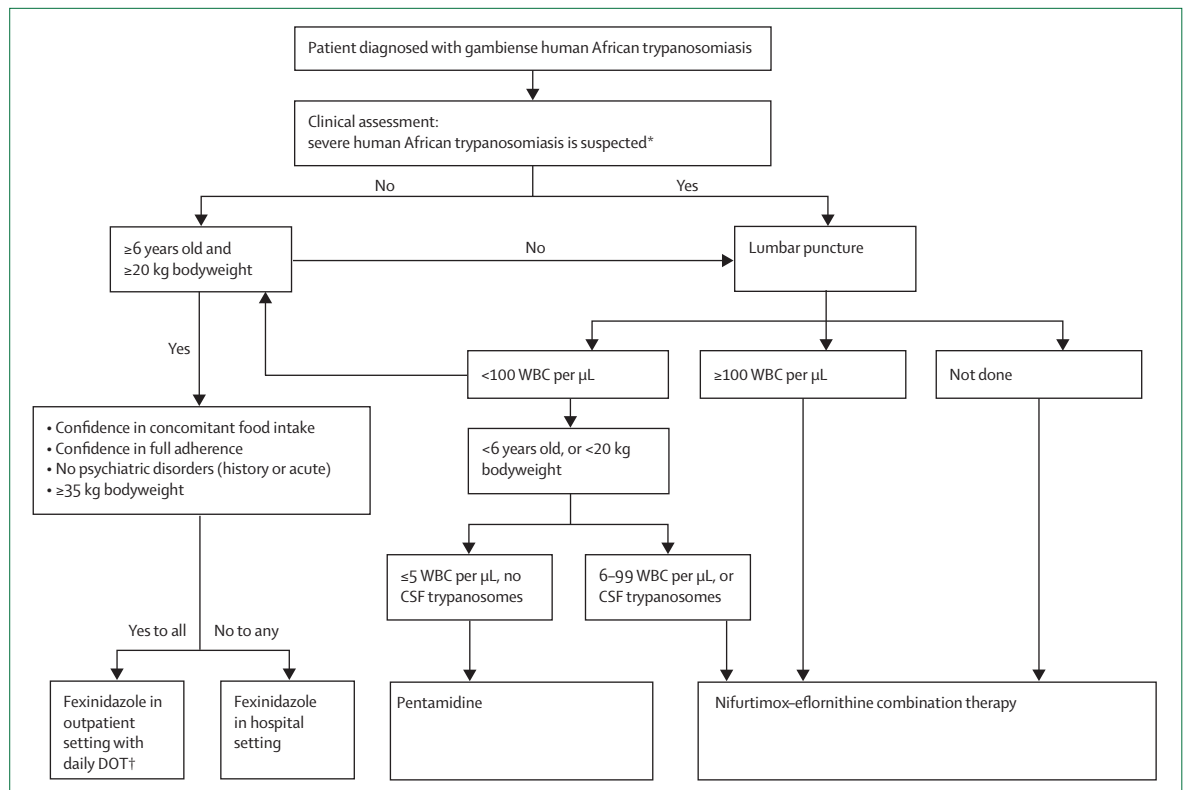 Patient diagnosed with gambiense human African trypanosomiasis
Clinical assessment:
severe human African trypanosomiasis is suspected*
No
Yes
≥6 years old and
≥20 kg bodyweight
No
Lumbar puncture
Yes
<100 WBC per µL
≥100 WBC per µL
Not done
• Confidence in concomitant food intake
• Confidence in full adherence
• No psychiatric disorders (history or acute)
• ≥35 kg bodyweight
<6 years old, or <20 kg
bodyweight
≤5 WBC per µL, no
CSF trypanosomes
6–99 WBC per µL, or
CSF trypanosomes
Yes to all
No to any
Fexinidazole in
outpatient
setting with
daily DOT†
Fexinidazole
in hospital
setting
Pentamidine
Nifurtimox–eflornithine combination therapy